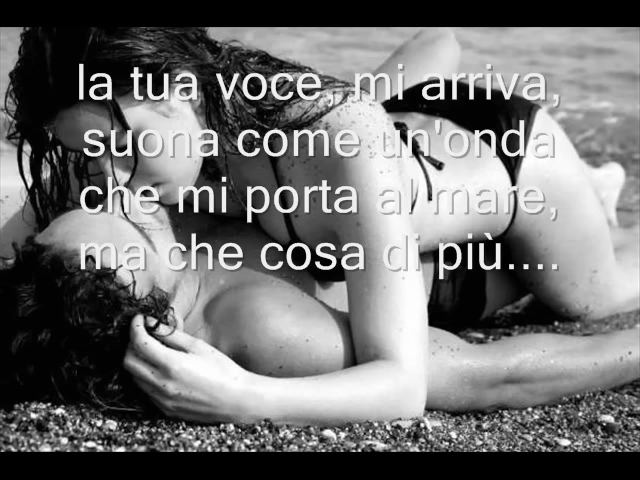 la tua voce, mi arriva,
suona come un'onda
che mi porta al mare,
ma che cosa di più....